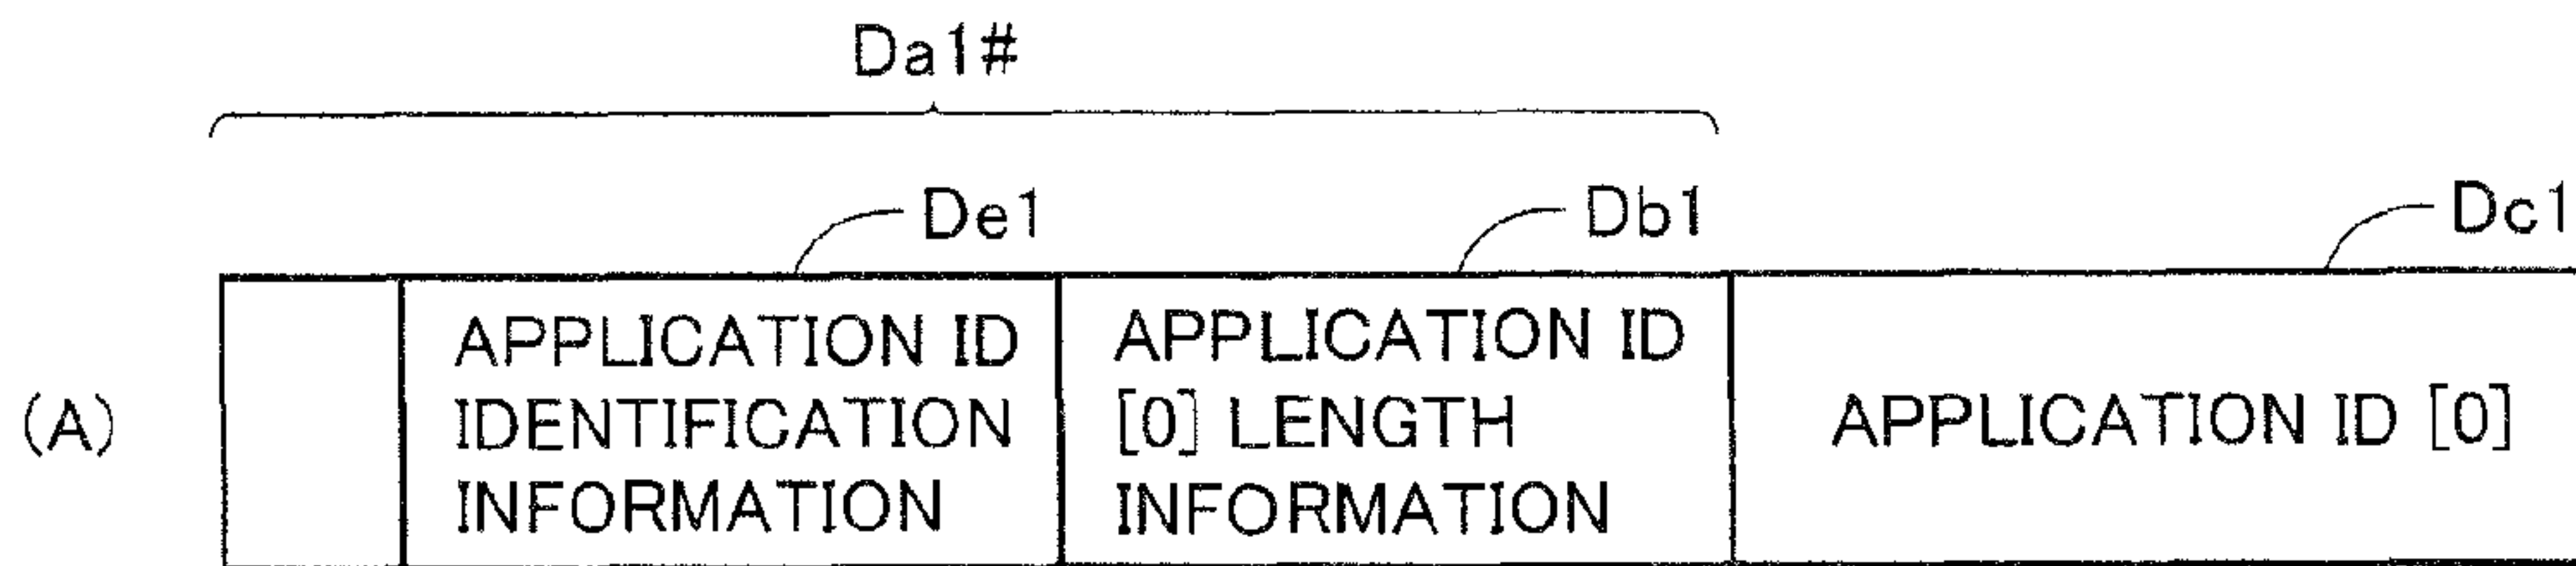 Da1#
De1
Db1
Dc1
(A)
APPLICATION ID
IDENTIFICATION
INFORMATION
APPLICATION ID
[0] LENGTH
INFORMATION
APPLICATION ID [0]